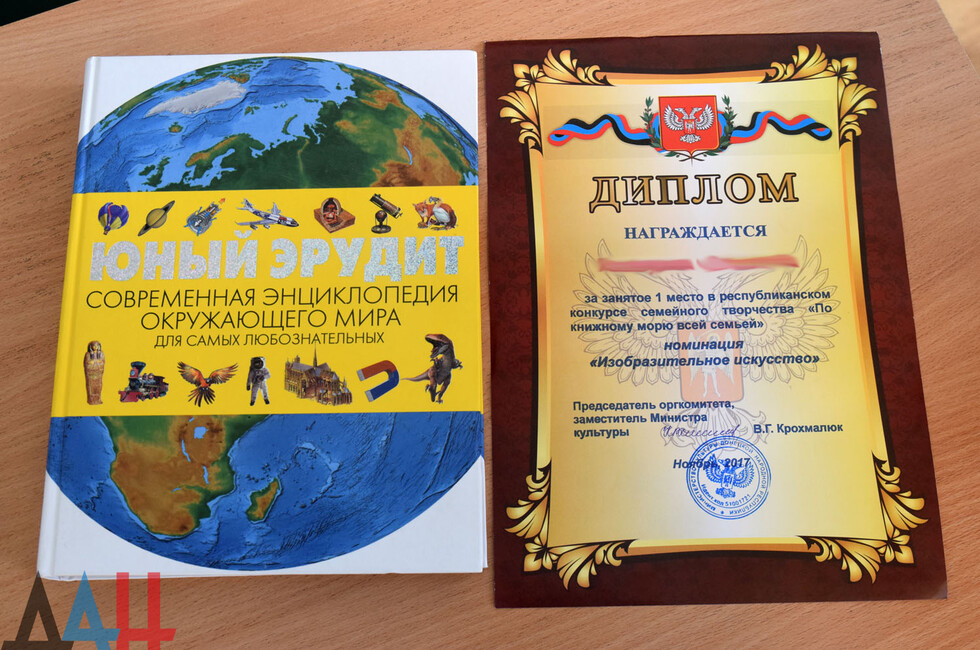 ЮНЫЙ ЭРУДИТ
СОВРЕМЕННАЯ ЭНЦИКЛОПЕДИЯ
ОКРУЖАЮЩЕГО МИРА
ДЛЯ САМЫХ ЛЮБОЗНАТЕЛЬНЫХ
ДИПЛОМ
НАГРАЖДАЕТСЯ
за занятое 1 место в республиканском
конкурсе семейного творчества «По
книжному морю всей семьей»
номинация
«Изобразительное искусство»
Председатель оргкомитета,
заместитель Министра
культуры В.Г. Крохмалюк
Ноябрь, 2017
ДАН